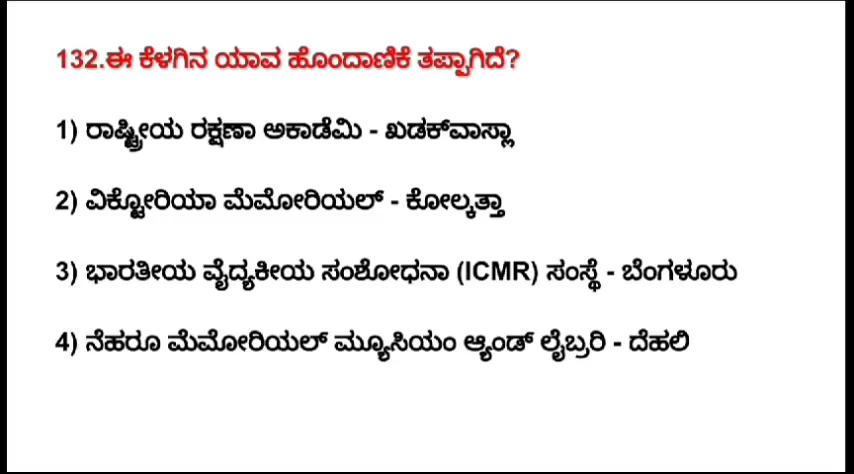 132.ಈ ಕೆಳಗಿನ ಯಾವ ಹೊಂದಾಣಿಕೆ ತಪ್ಪಾಗಿದೆ?
1) ರಾಷ್ಟ್ರೀಯ ರಕ್ಷಣಾ ಅಕಾಡೆಮಿ - ಖಡಕ್‌ವಾಸ್ಲಾ
2) ವಿಕ್ಟೋರಿಯಾ ಮೆಮೋರಿಯಲ್ - ಕೋಲ್ಕತ್ತಾ
3) ಭಾರತೀಯ ವೈದ್ಯಕೀಯ ಸಂಶೋಧನಾ (ICMR) ಸಂಸ್ಥೆ - ಬೆಂಗಳೂರು
4) ನೆಹರೂ ಮೆಮೋರಿಯಲ್ ಮ್ಯೂಸಿಯಂ ಆ್ಯಂಡ್ ಲೈಬ್ರರಿ - ದೆಹಲಿ